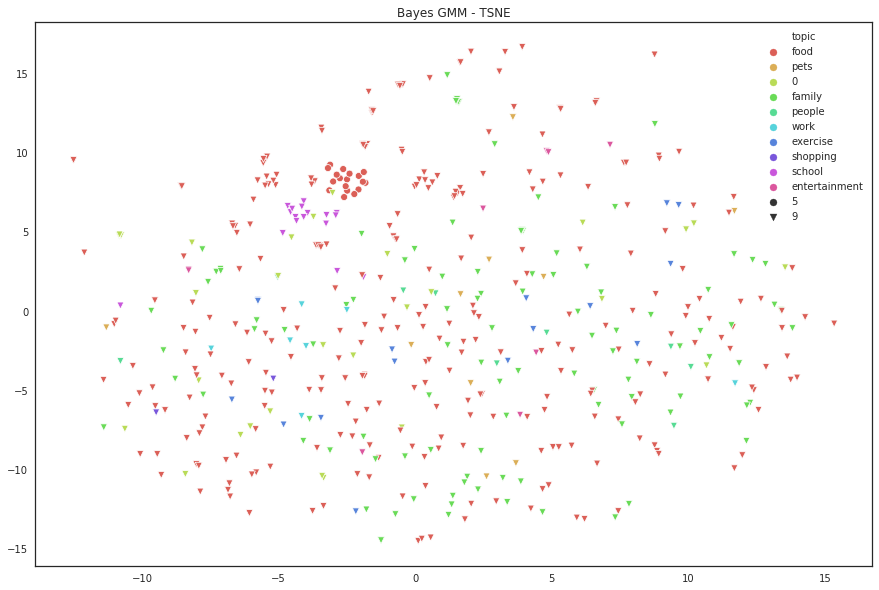 Bayes GMM - TSNE
topic
food
pets
0
family
people
work
exercise
shopping
school
entertainment
5
9
15
10
5
0
−5
−10
−15
−10
−5
0
5
10
15